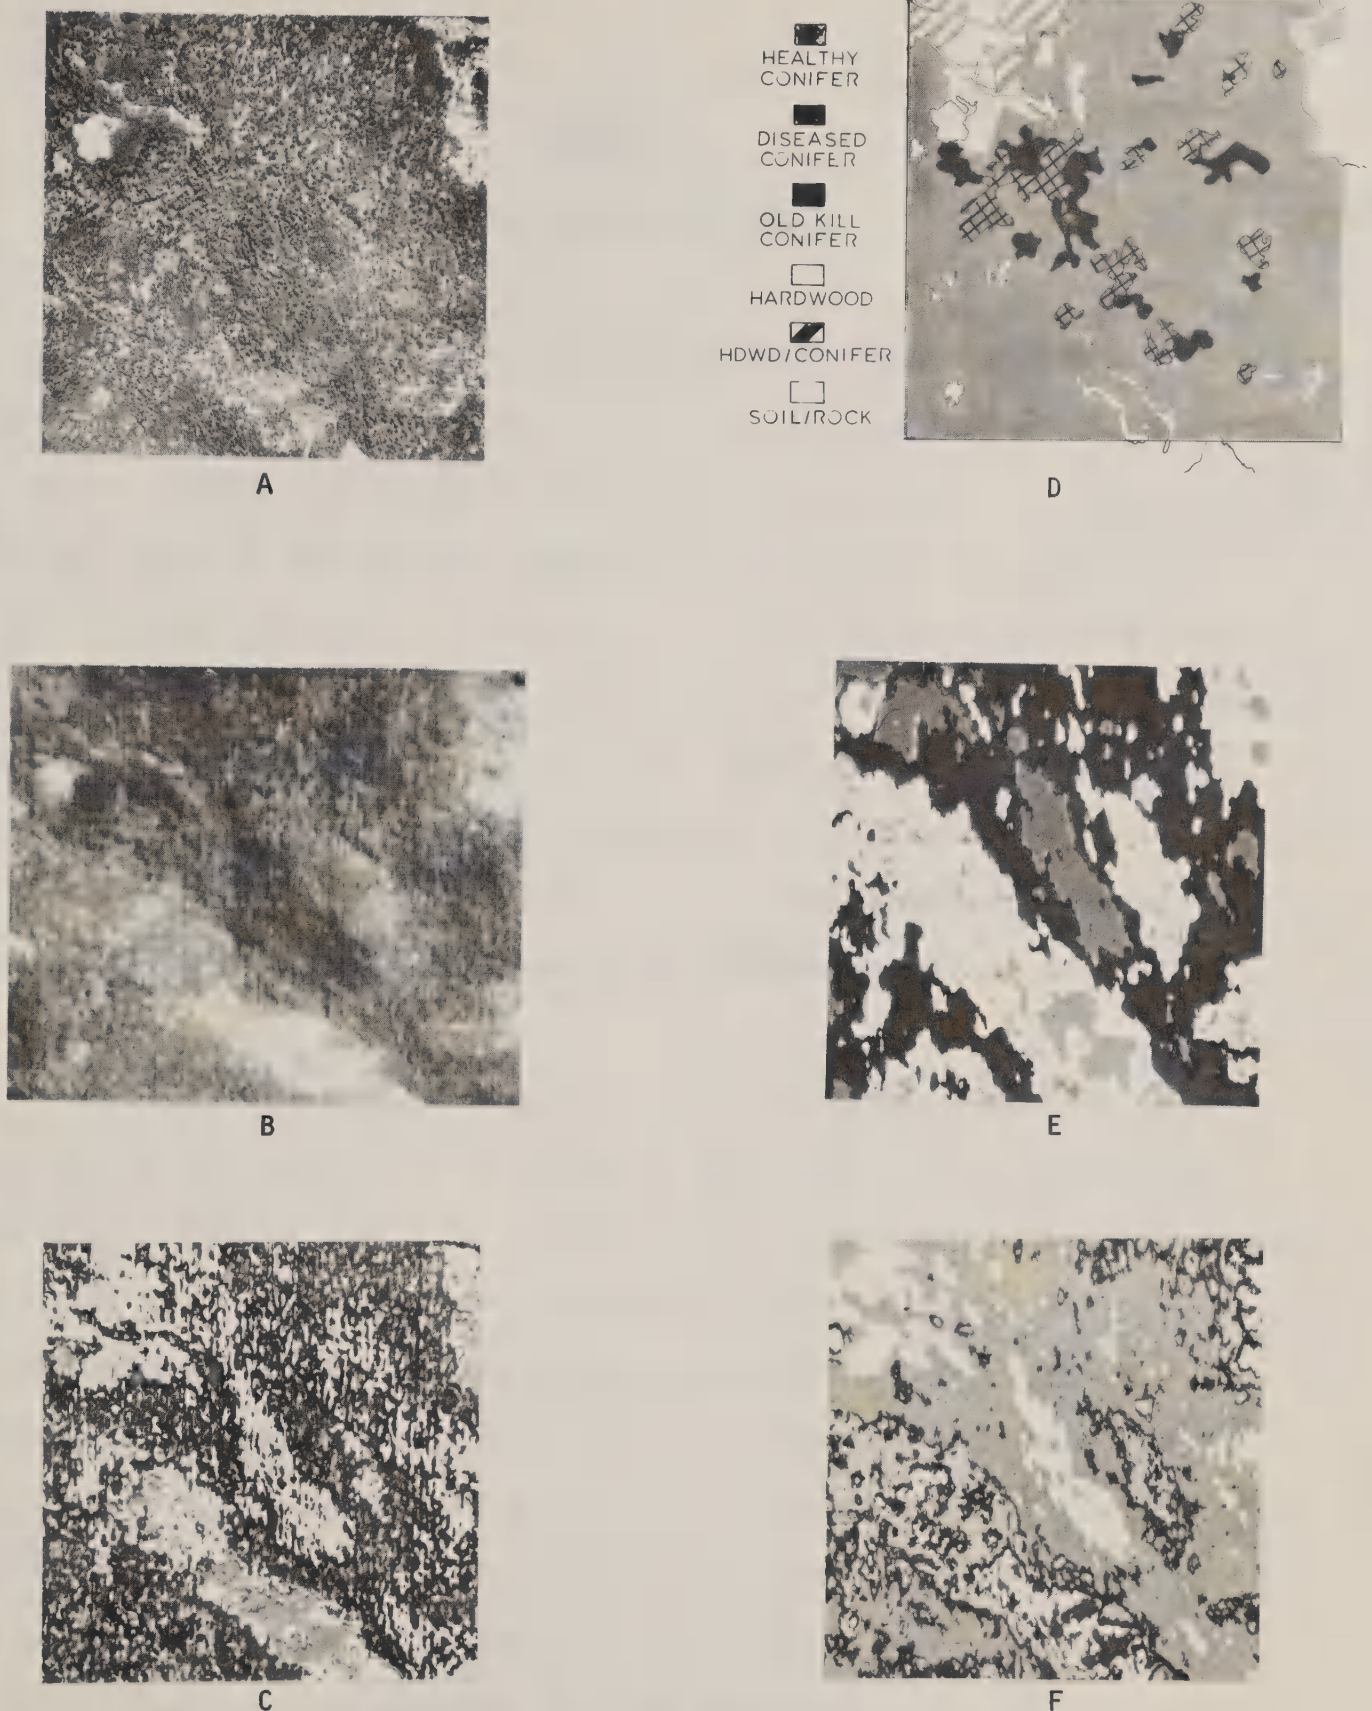 HEALTHY
CONIFER
DISEASED
CONIFER
OLD KILL
CONIFER
HARDWOOD
HDWD/CONIFER
SOIL/ROCK
A
D
B
E
C
F